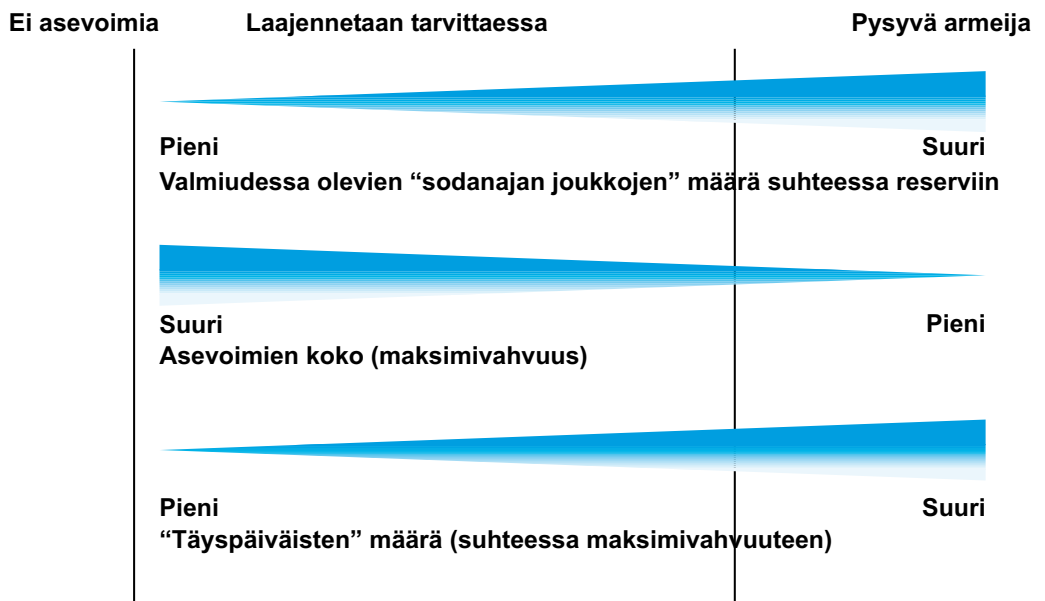 Ei asevoimia Laajennetaan tarvittaessa Pysyvä armeija
Pieni Suuri
Valmiudessa olevien “sodanajan joukkojen” määrä suhteessa reserviin
Suuri Pieni
Asevoimien koko (maksimivahvuus)
Pieni Suuri
“Täyspäiväisten” määrä (suhteessa maksimivahvuuteen)